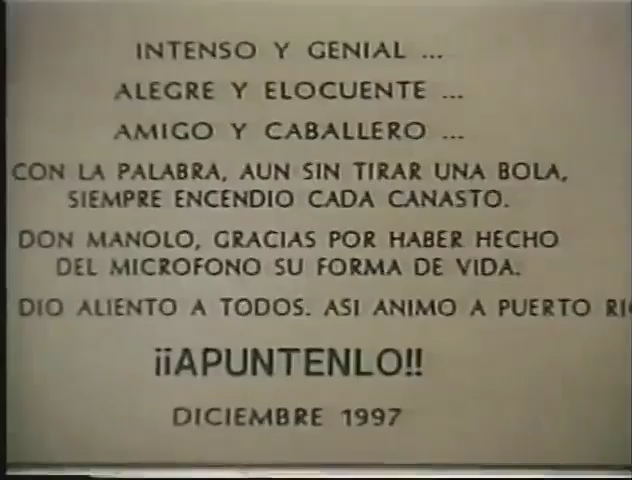 INTENSO Y GENIAL ...
ALEGRE Y ELOCUENTE ...
AMIGO Y CABALLERO ...
CON LA PALABRA, AUN SIN TIRAR UNA BOLA,
SIEMPRE ENCENDIO CADA CANASTO.
DON MANOLO, GRACIAS POR HABER HECHO
DEL MICROFONO SU FORMA DE VIDA.
DIO ALIENTO A TODOS. ASI ANIMO A PUERTO
¡¡APUNTENLO!!
DICIEMBRE 1997